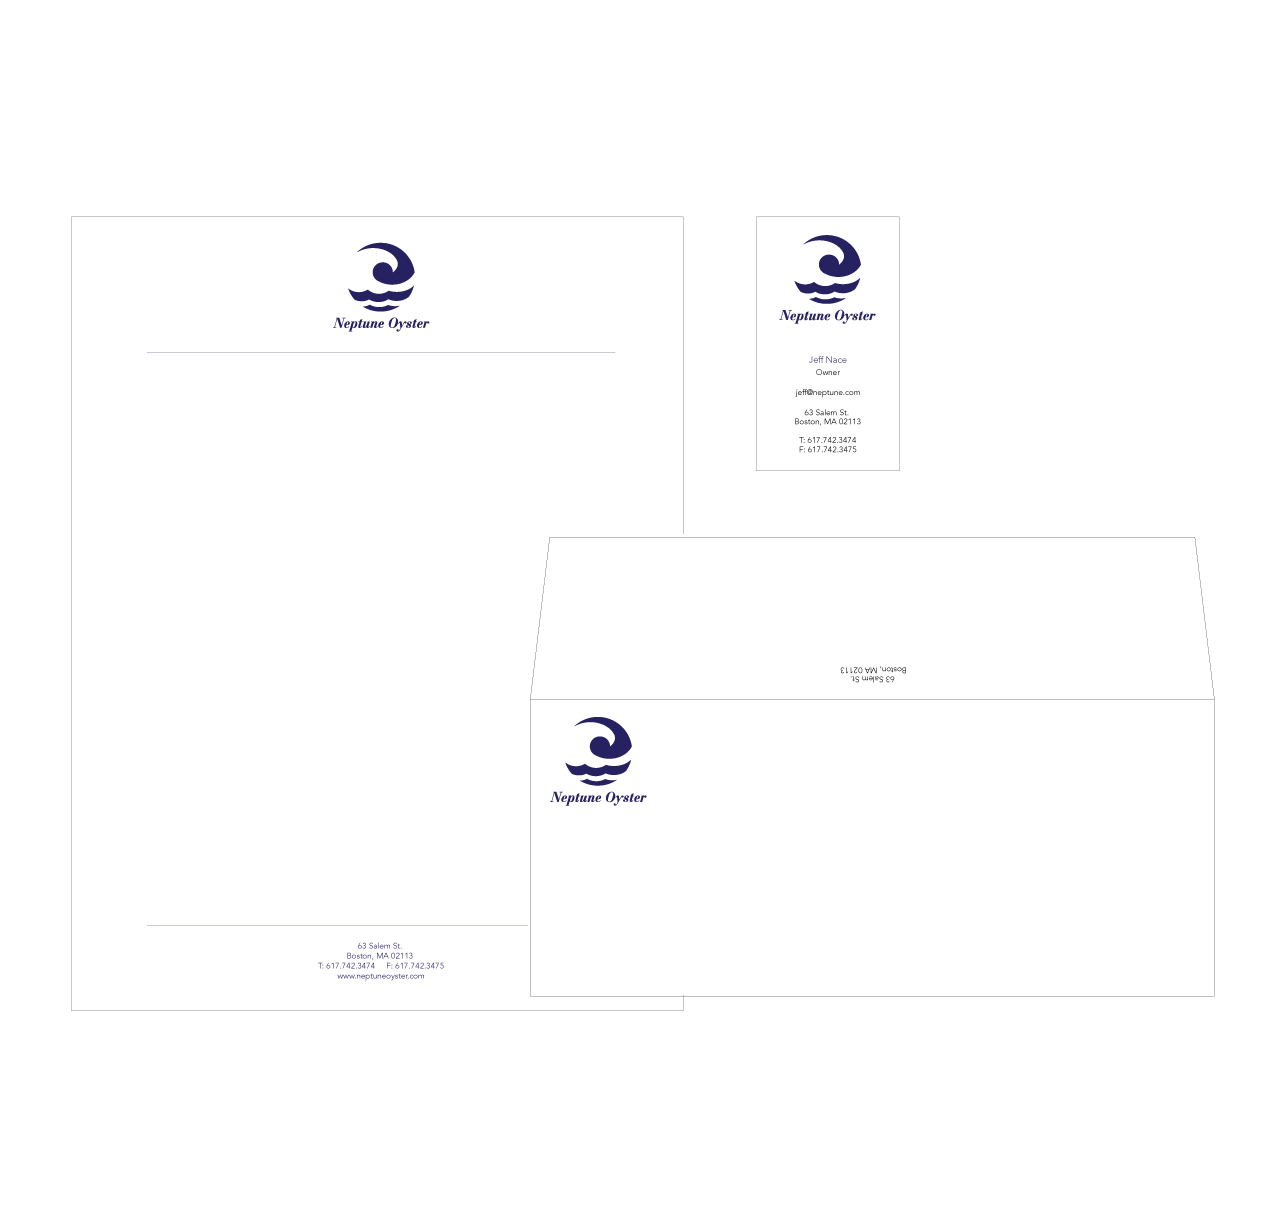 Neptune Oyster
63 Salem St.
Boston, MA 02113
T: 617.742.3474 F: 617.742.3475
www.neptuneoyster.com
Neptune Oyster
Jeff Nace
Owner
jeff@neptune.com
63 Salem St.
Boston, MA 02113
T: 617.742.3474
F: 617.742.3475
63 Salem St.
Boston, MA 02113
Neptune Oyster